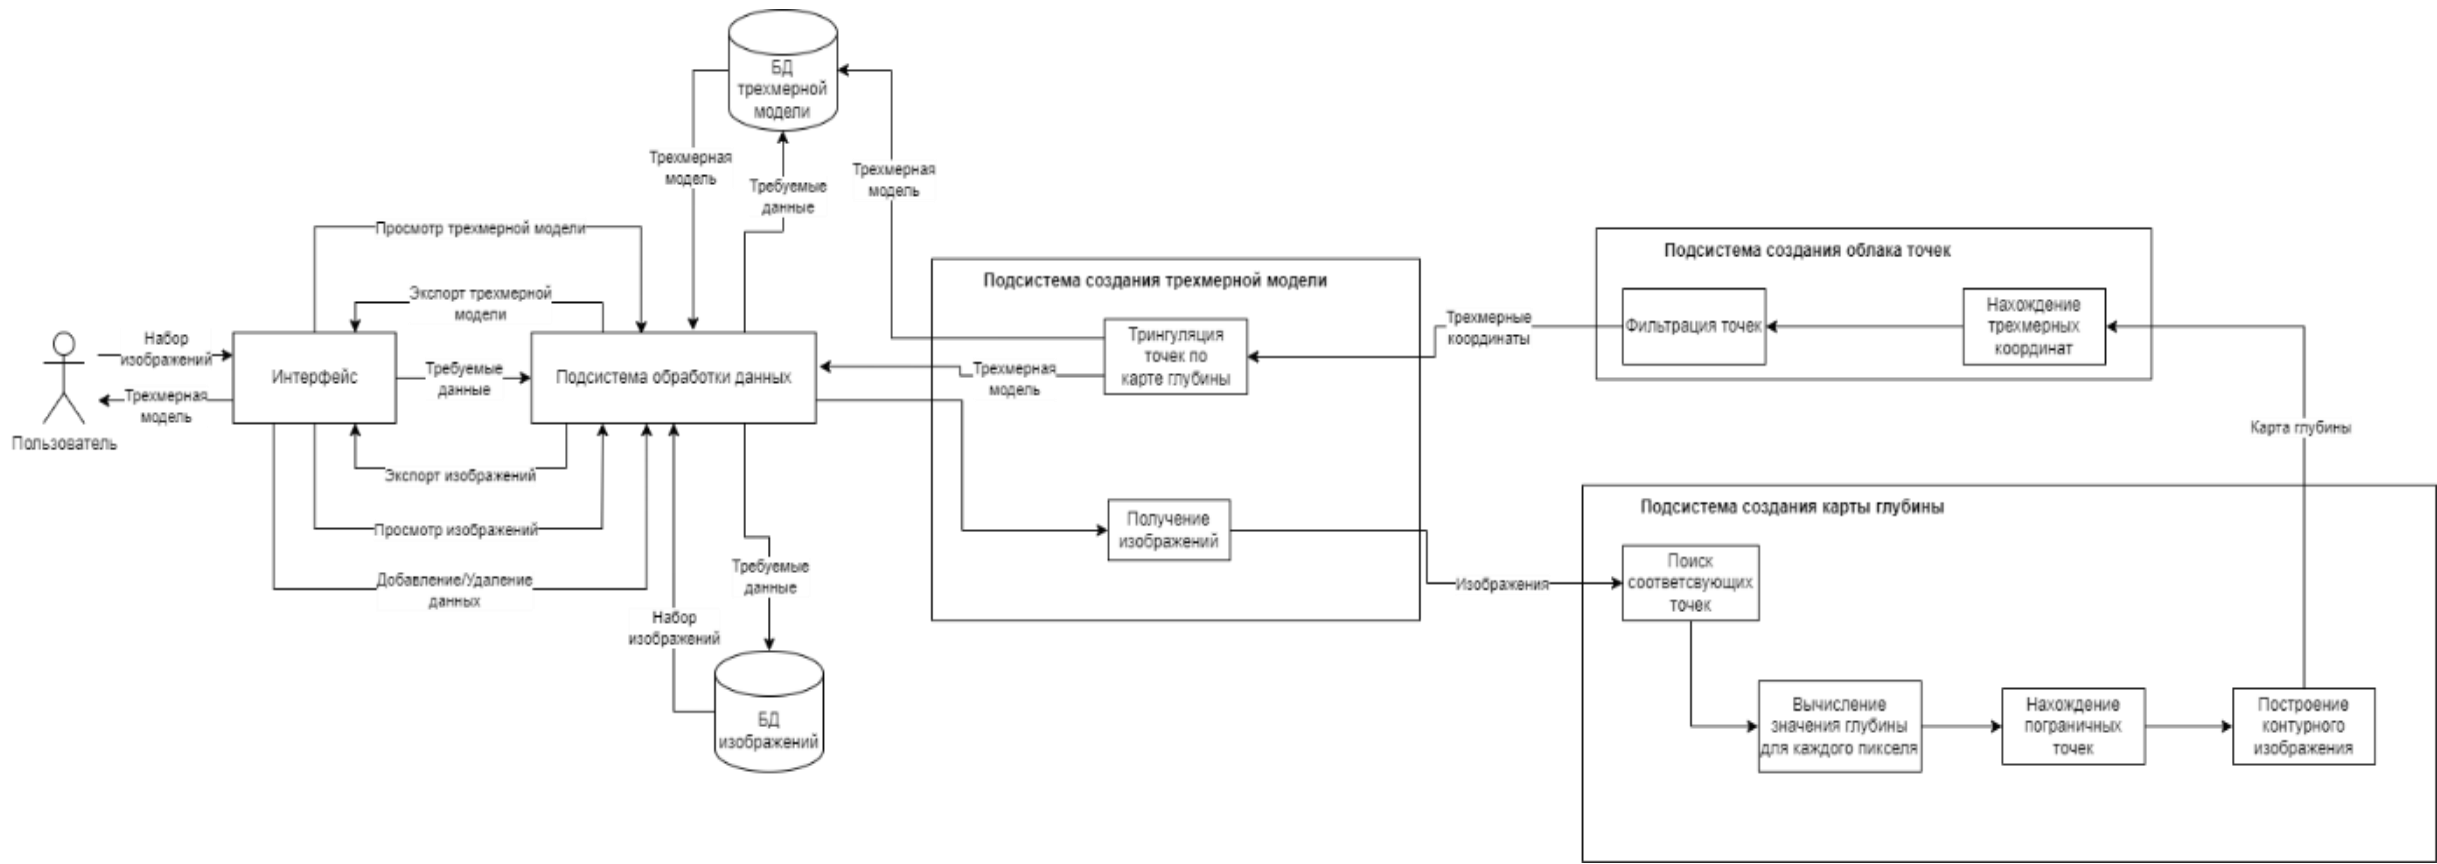 БД
трехмерной
модели
Трехмерная
модель
Требуемые
данные
Трехмерная
модель
Просмотр трехмерной модели
Экспорт трехмерной
модели
Набор
изображений
Трехмерная
модель
Пользователь
Интерфейс
Требуемые
данные
Подсистема обработки данных
Экспорт изображений
Просмотр изображений
Добавление/Удаление
данных
Набор
изображений
Требуемые
данные
БД
изображений
Подсистема создания трехмерной модели
Трингуляция
точек по
карте глубины
Трехмерная
модель
Получение
изображений
Трехмерные
координаты
Изображения
Подсистема создания облака точек
Фильтрация точек
Нахождение
трехмерных
координат
Карта глубины
Подсистема создания карты глубины
Поиск
соответсвующих
точек
Вычисление
значения глубины
для каждого пикселя
Нахождение
пограничных
точек
Построение
контурного
изображения